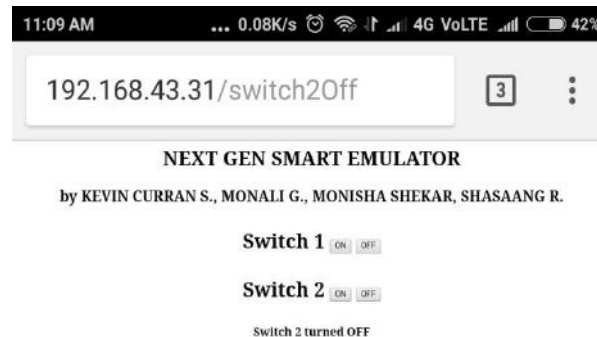 11:09 AM ... 0.08K/s 4G VoLTE 42%
192.168.43.31/switch2Off 3
NEXT GEN SMART EMULATOR
by KEVIN CURRAN S., MONALI G., MONISHA SHEKAR, SHASAANG R.
Switch 1 ON OFF
Switch 2 ON OFF
Switch 2 turned OFF